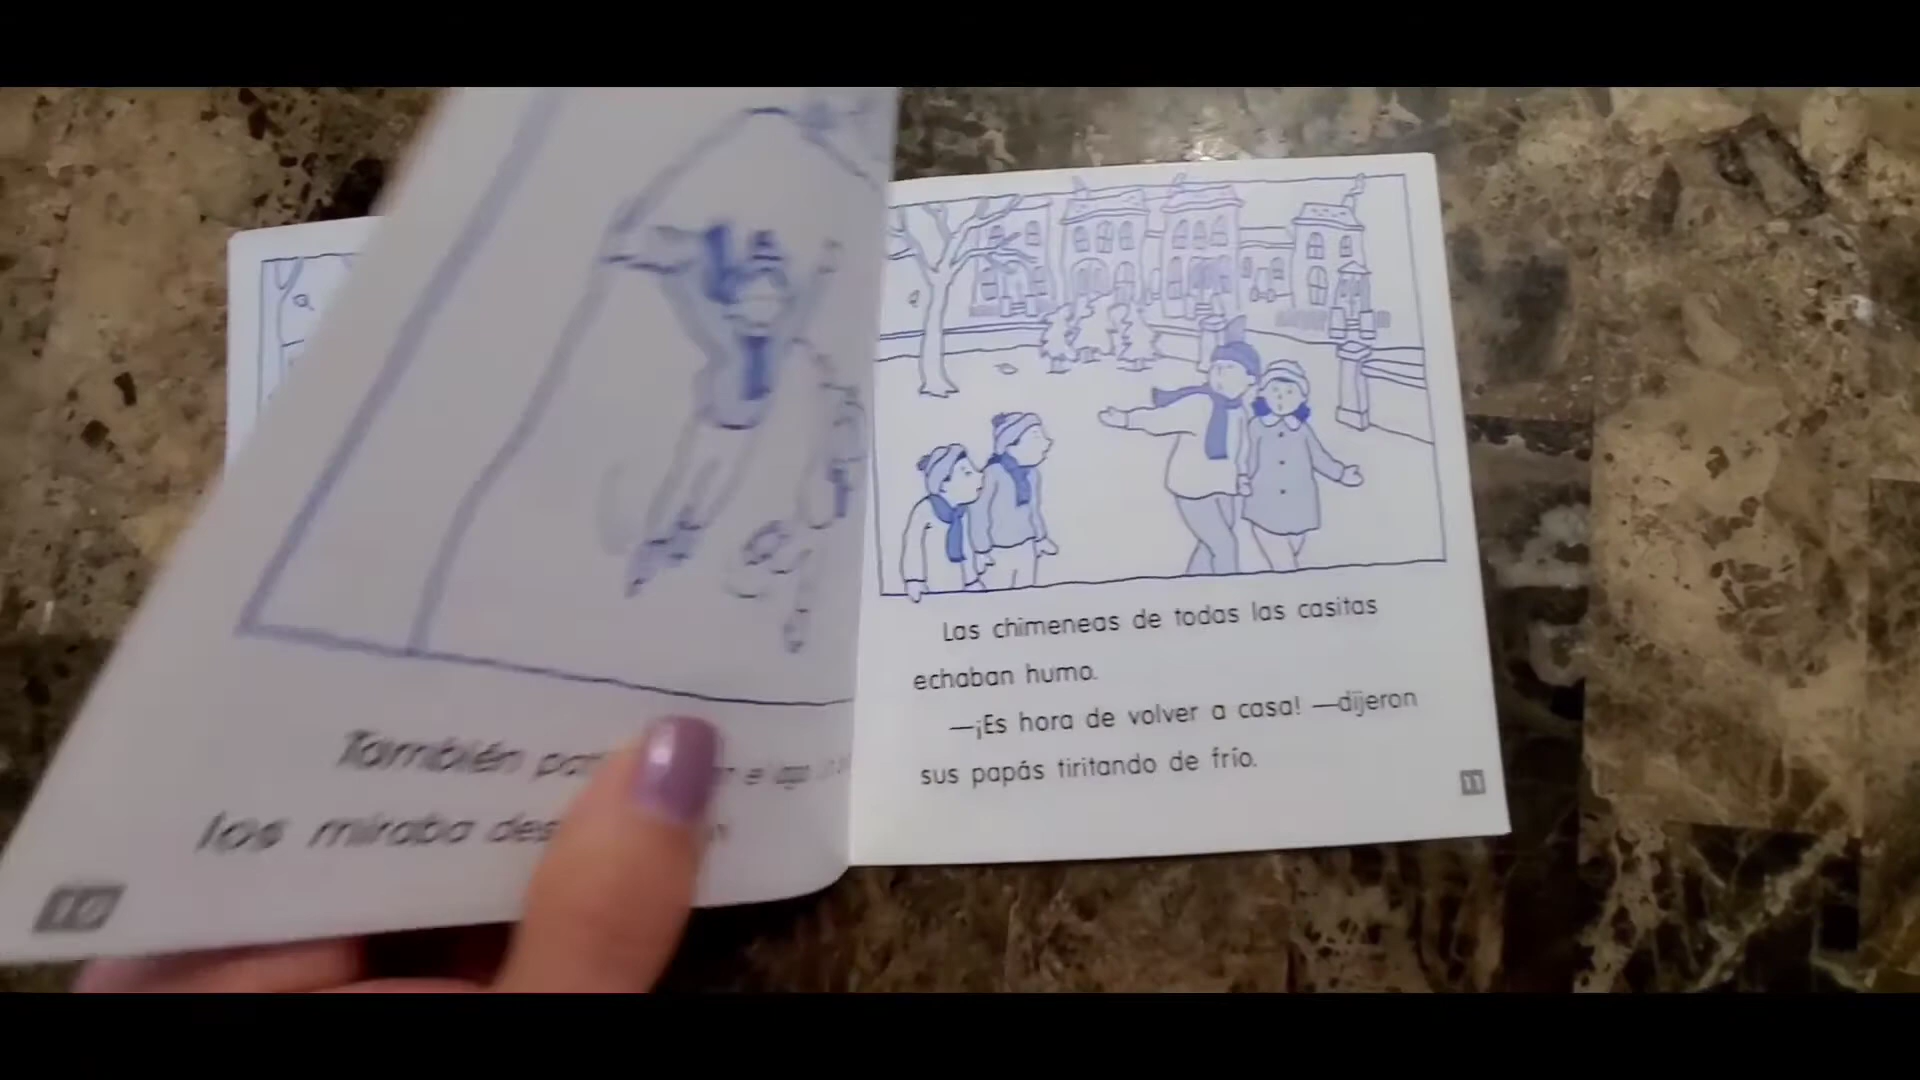 También
los miraba
10
Las chimeneas de todas las casitas
echaban humo.
—¡Es hora de volver a casa! —dijeron
sus papás tiritando de frío.
11